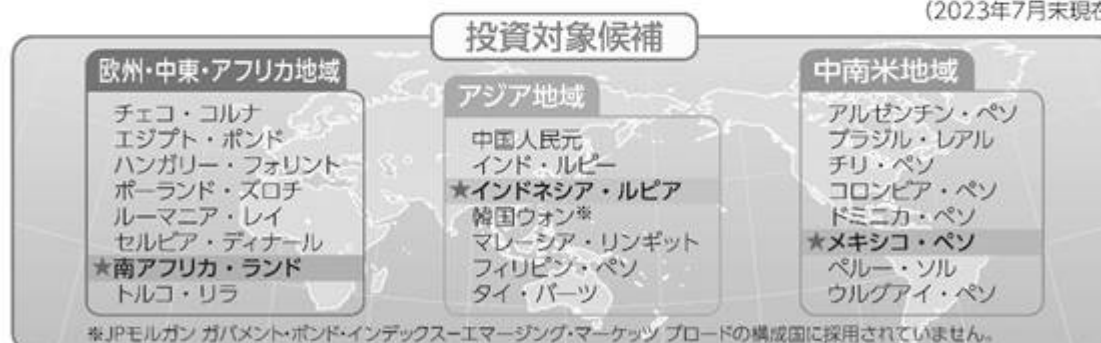 (2023年7月末現在
投資対象候補
欧州・中東・アフリカ地域
チェコ・コルナ
エジプト・ポンド
ハンガリー・フォリント
ポーランド・ズロチ
ルーマニア・レイ
セルビア・ディナール
★南アフリカ・ランド
トルコ・リラ
アジア地域
中国人民元
インド・ルピー
★インドネシア・ルピア
韓国ウォン※
マレーシア・リンギット
フィリピン・ペソ
タイ・バーツ
中南米地域
アルゼンチン・ペソ
ブラジル・レアル
チリ・ペソ
コロンビア・ペソ
ドミニカ・ペソ
★メキシコ・ペソ
ペルー・ソル
ウルグアイ・ペソ
※JPモルガン ガバメント・ボンド・インデックス－エマージング・マーケッツ ブロードの構成国に採用されていません。